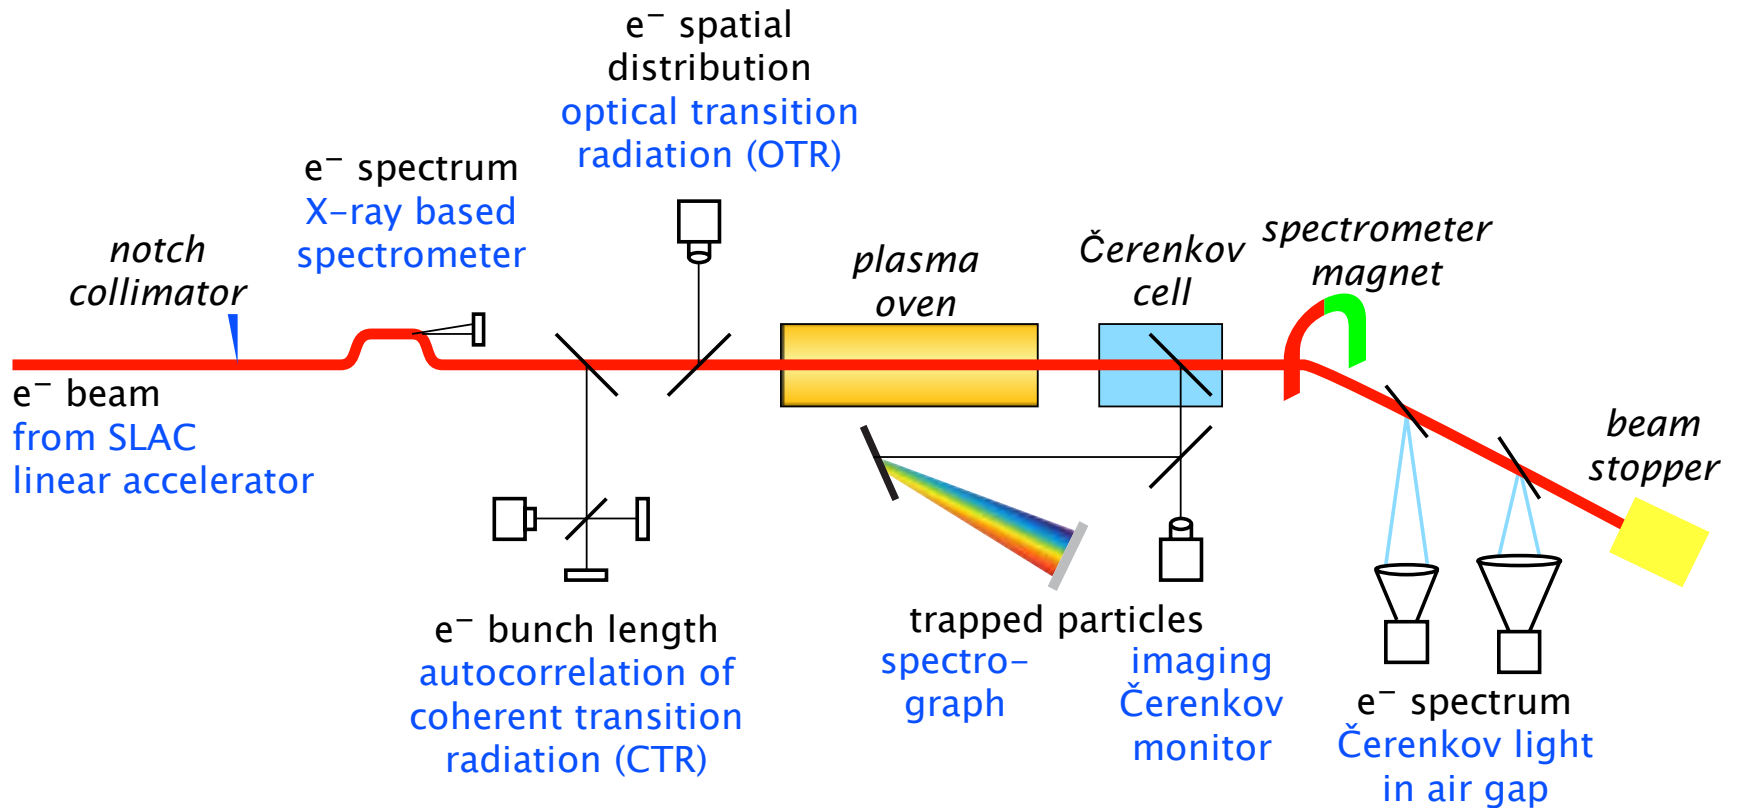 e⁻ spatial
distribution
optical transition
radiation (OTR)
e⁻ spectrum
X-ray based
spectrometer
notch
collimator
plasma
oven
Čerenkov
cell
spectrometer
magnet
e⁻ beam
from SLAC
linear accelerator
beam
stopper
e⁻ bunch length
autocorrelation of
coherent transition
radiation (CTR)
trapped particles
spectro-
graph
imaging
Čerenkov
monitor
e⁻ spectrum
Čerenkov light
in air gap